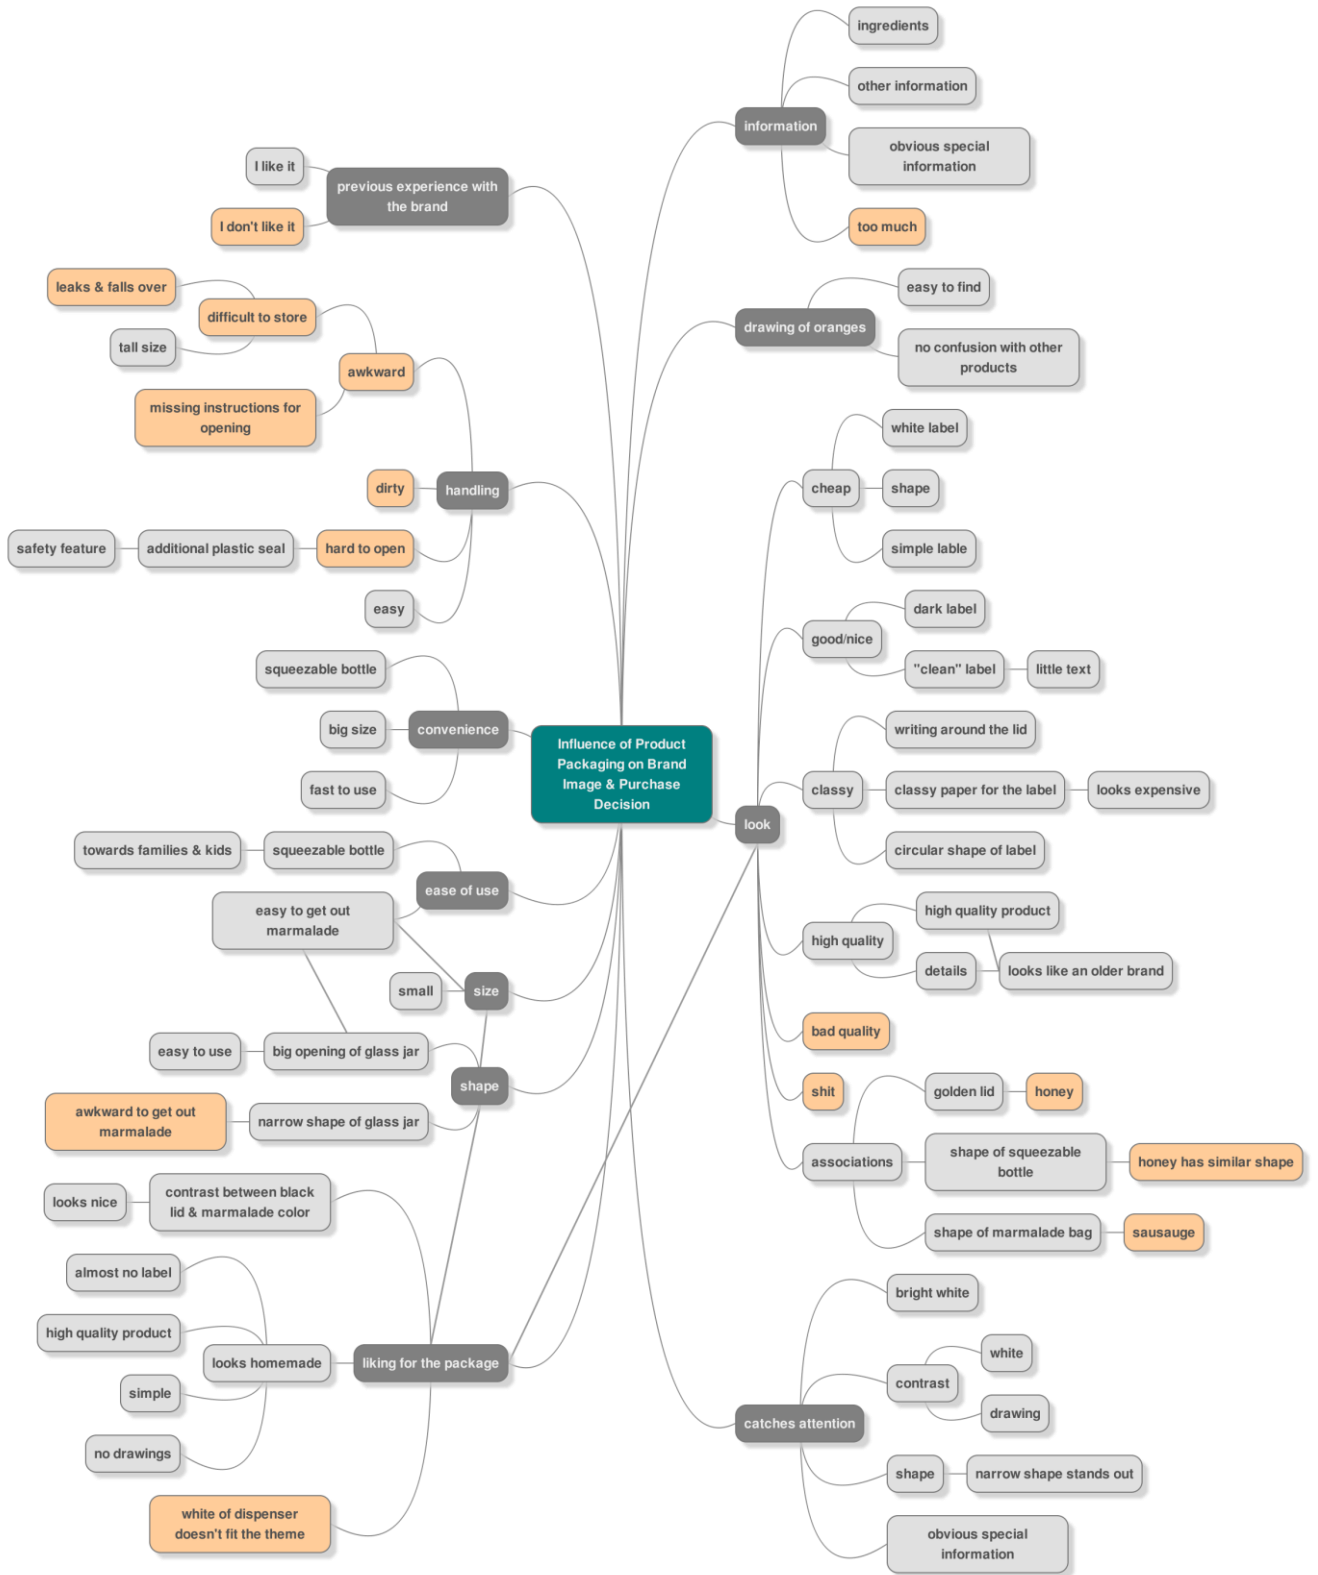 Influence of Product
Packaging on Brand
Image & Purchase
Decision
previous experience with
the brand
I like it
I don't like it
handling
awkward
difficult to store
leaks & falls over
tall size
missing instructions for
opening
dirty
hard to open
additional plastic seal
safety feature
easy
convenience
squeezable bottle
big size
fast to use
ease of use
squeezable bottle
towards families & kids
easy to get out
marmalade
size
small
shape
big opening of glass jar
easy to use
narrow shape of glass jar
awkward to get out
marmalade
liking for the package
contrast between black
lid & marmalade color
looks nice
looks homemade
almost no label
high quality product
simple
no drawings
white of dispenser
doesn't fit the theme
information
ingredients
other information
obvious special
information
too much
drawing of oranges
easy to find
no confusion with other
products
look
cheap
white label
shape
simple lable
good/nice
dark label
"clean" label
little text
classy
writing around the lid
classy paper for the label
looks expensive
circular shape of label
high quality
high quality product
details
looks like an older brand
bad quality
shit
associations
golden lid
honey
shape of squeezable
bottle
honey has similar shape
shape of marmalade bag
sausauge
catches attention
bright white
contrast
white
drawing
shape
narrow shape stands out
obvious special
information